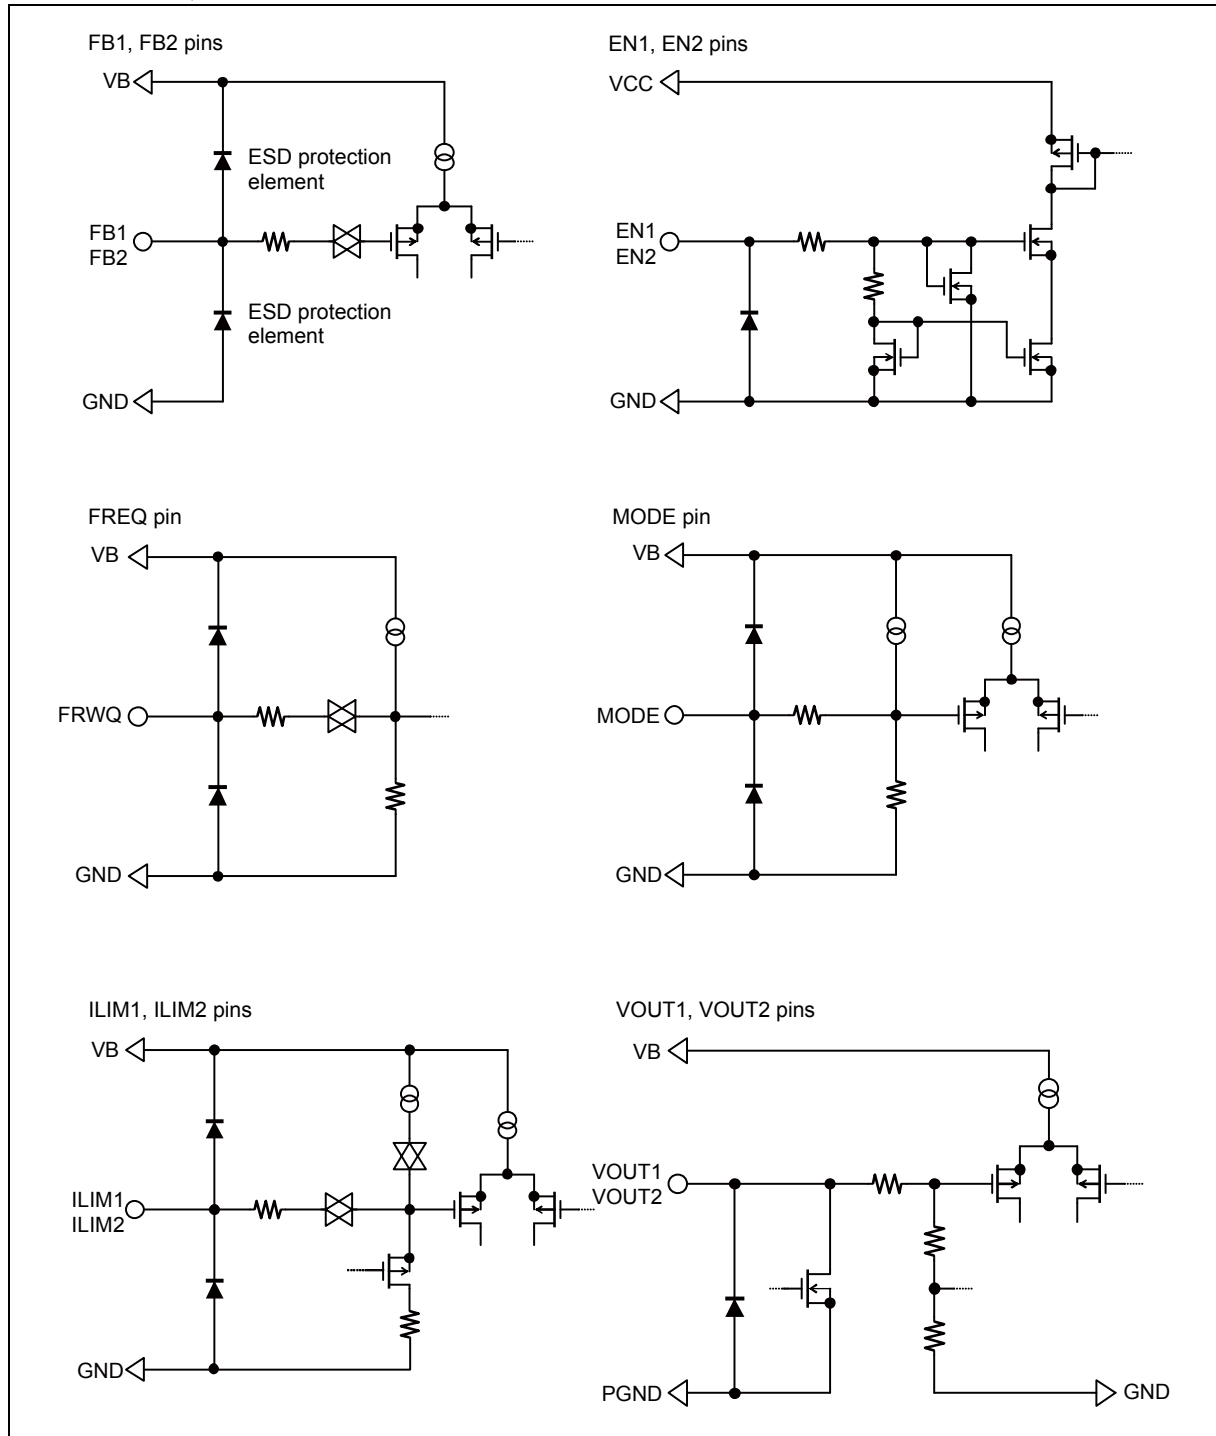 FB1, FB2 pins
VB
ESD protection
element
FB1
FB2
ESD protection
element
GND
EN1, EN2 pins
VCC
EN1
EN2
GND
FREQ pin
VB
FRWQ
GND
MODE pin
VB
MODE
GND
ILIM1, ILIM2 pins
VB
ILIM1
ILIM2
GND
VOUT1, VOUT2 pins
VB
VOUT1
VOUT2
PGND
GND